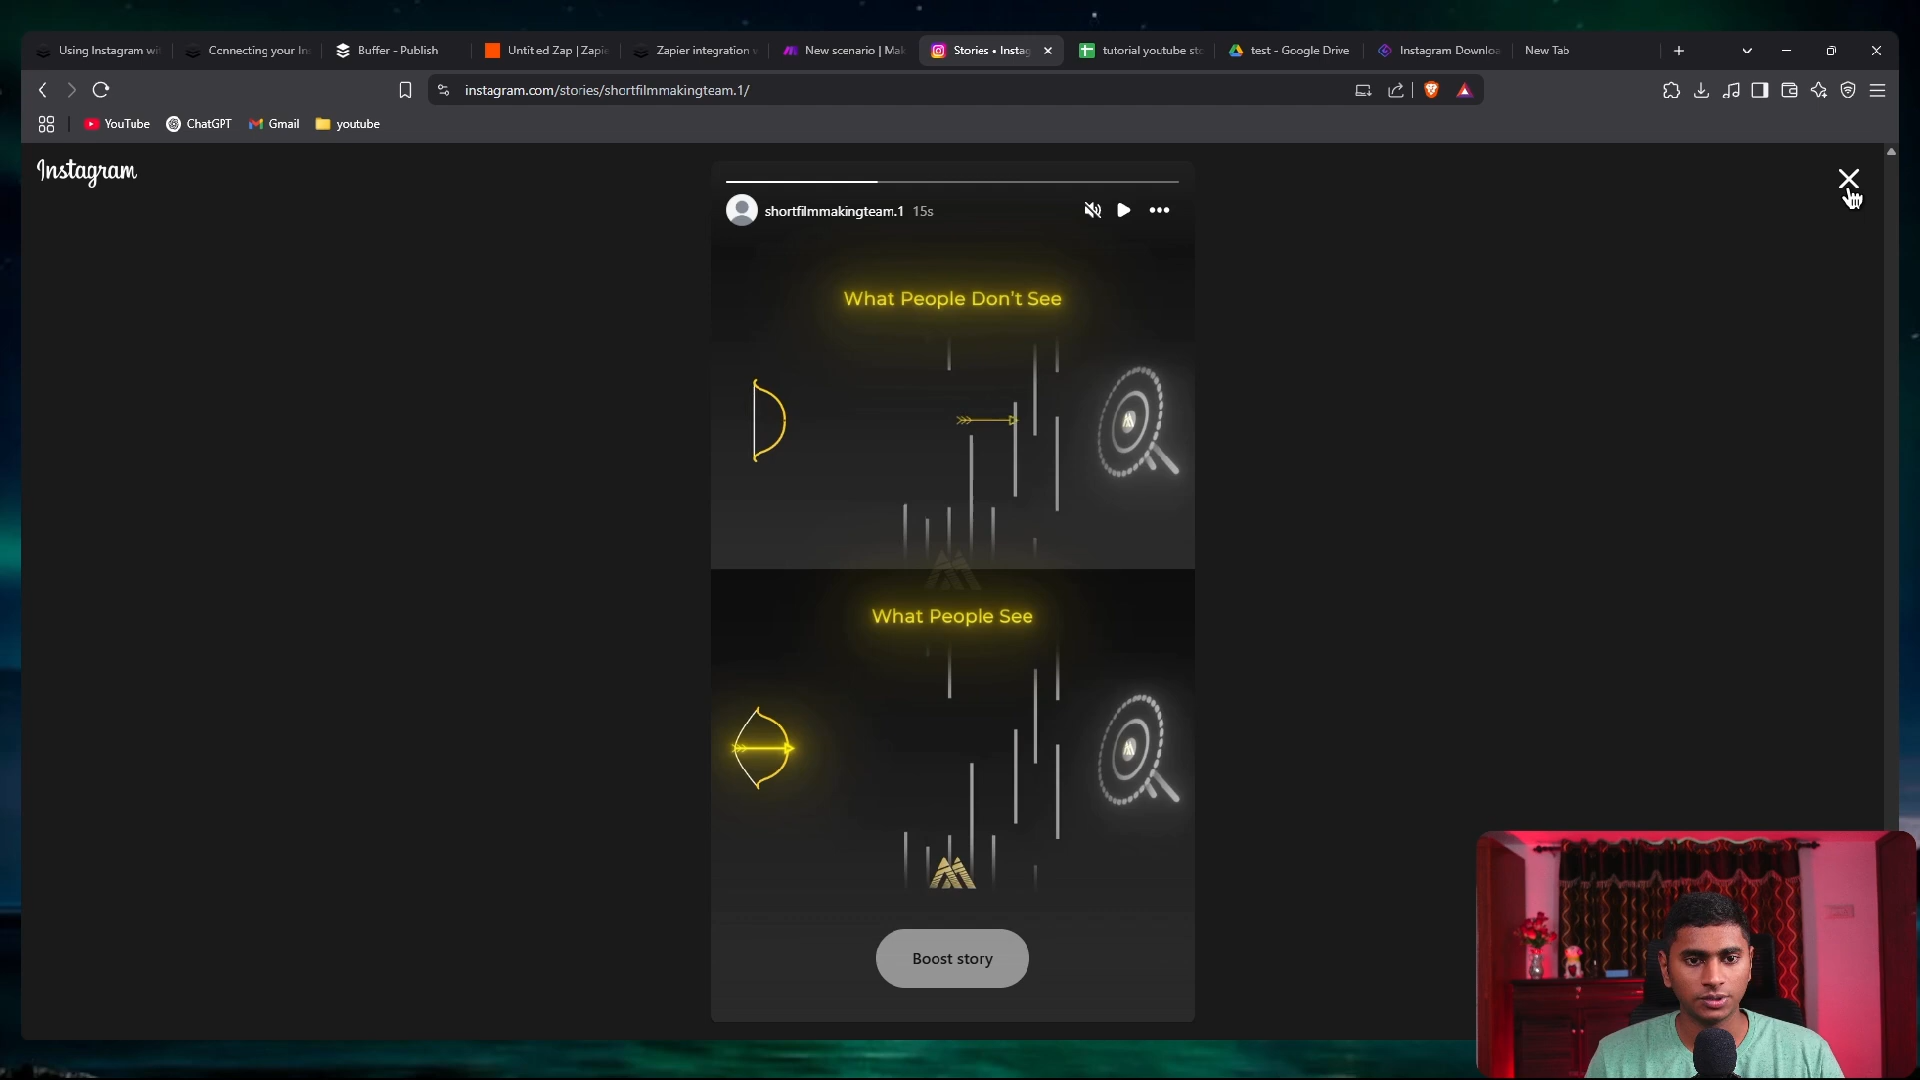 Using Instagram wi
Connecting your In
Buffer - Publish
Untitled Zap | Zapie
Zapier integration
New scenario | Mak
Stories • Instag
tutorial youtube sto
test - Google Drive
Instagram Downloa
New Tab
instagram.com/stories/shortfilmmakingteam.1/
YouTube
ChatGPT
Gmail
youtube
Instagram
shortfilmmakingteam.1 15s
What People Don't See
What People See
Boost story